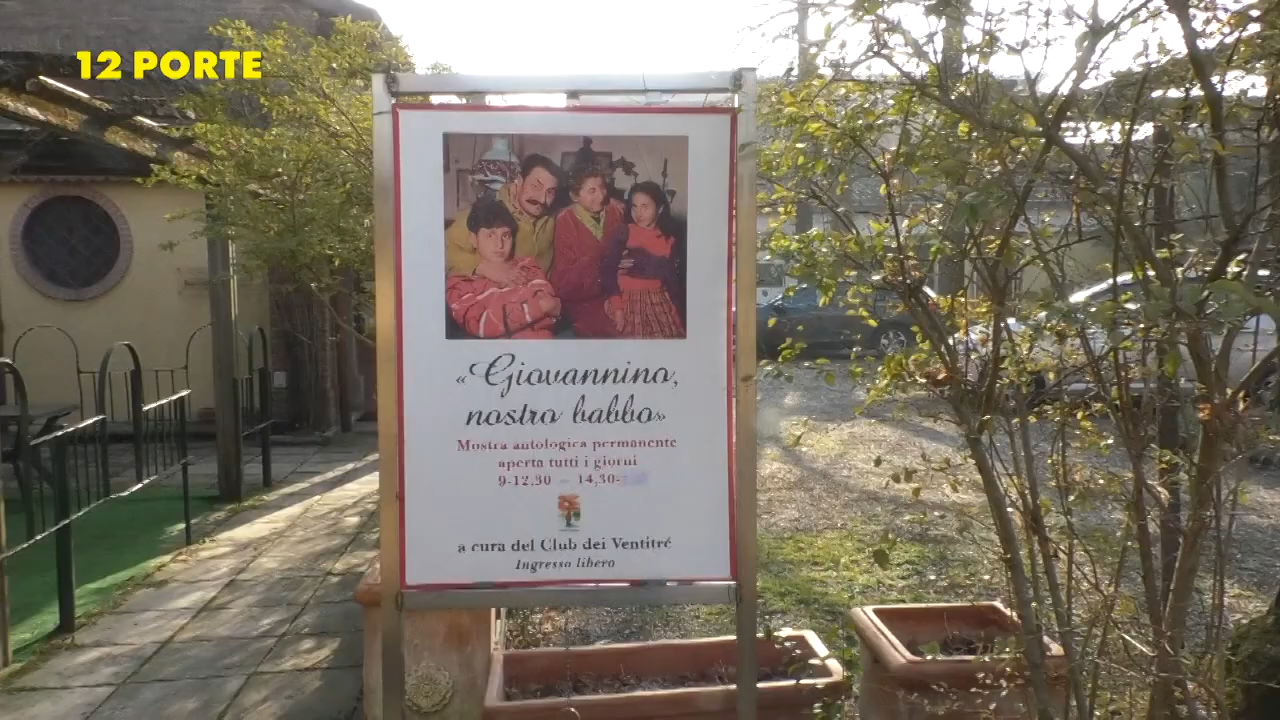 12 PORTE
«Giovannino,
nostro babbo»
Mostra antologica permanente
aperta tutti i giorni
9-12,30 — 14,30-
a cura del Club dei Ventitré
Ingresso libero